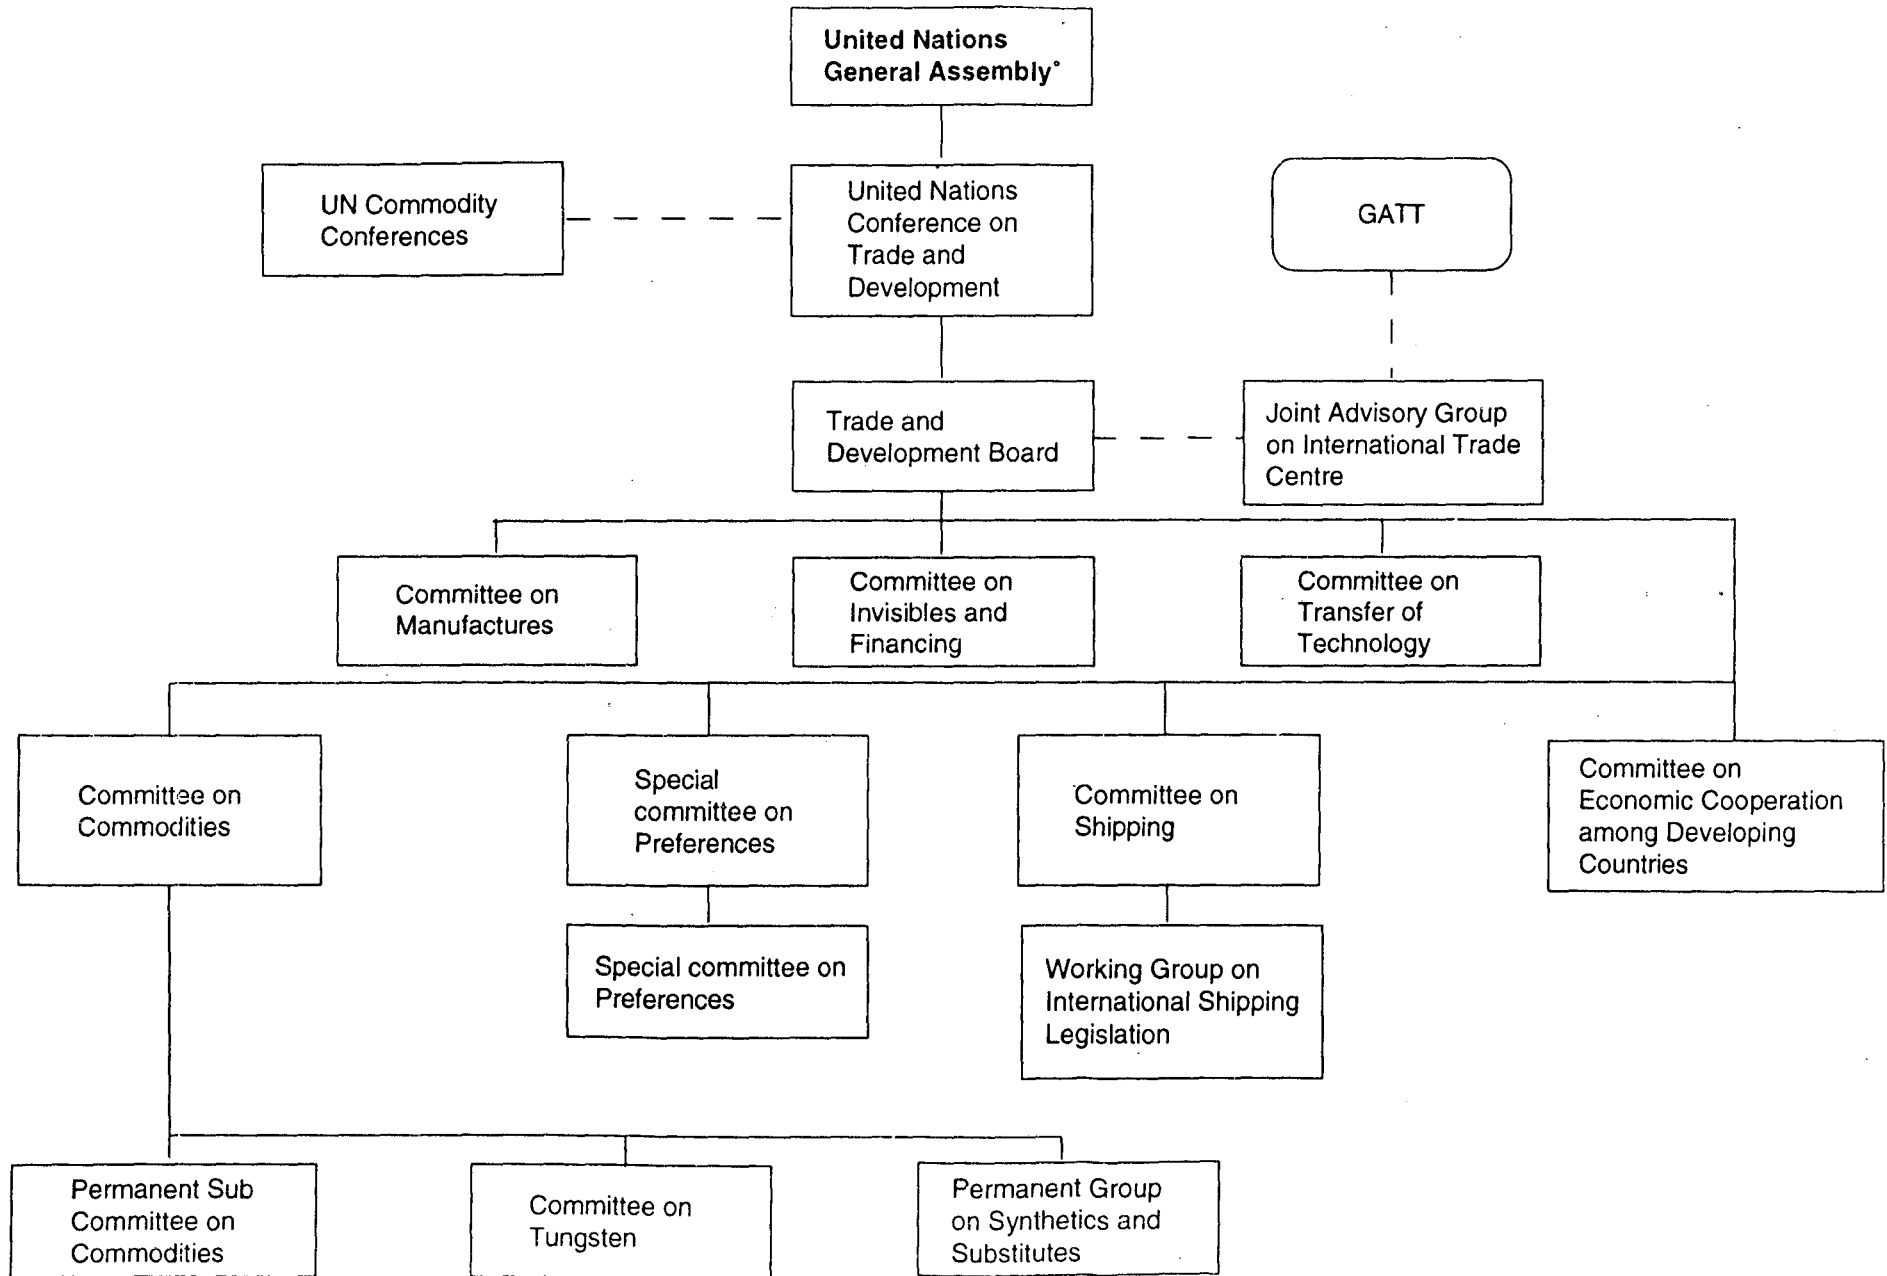 United Nations
General Assembly°
UN Commodity
Conferences
United Nations
Conference on
Trade and
Development
GATT
Trade and
Development Board
Joint Advisory Group
on International Trade
Centre
Committee on
Manufactures
Committee on
Invisibles and
Financing
Committee on
Transfer of
Technology
Committee on
Commodities
Special
committee on
Preferences
Committee on
Shipping
Committee on
Economic Cooperation
among Developing
Countries
Special committee on
Preferences
Working Group on
International Shipping
Legislation
Permanent Sub
Committee on
Commodities
Committee on
Tungsten
Permanent Group
on Synthetics and
Substitutes